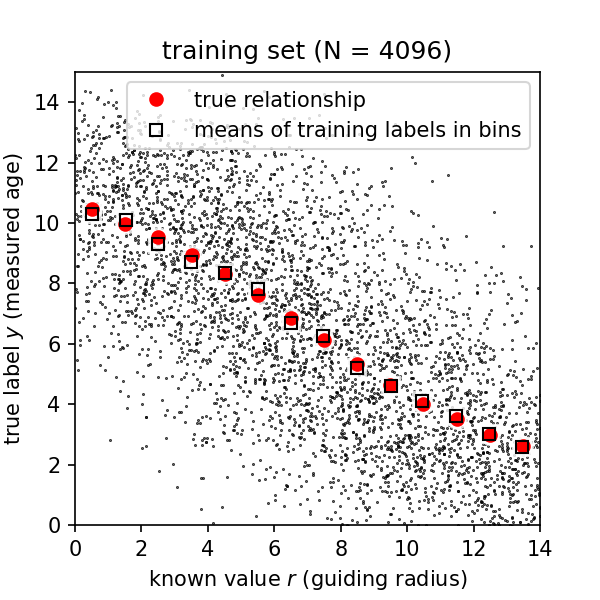 training set (N = 4096)
true relationship
means of training labels in bins
true label y (measured age)
14
12
10
8
6
4
2
0
0 2 4 6 8 10 12 14
known value r (guiding radius)